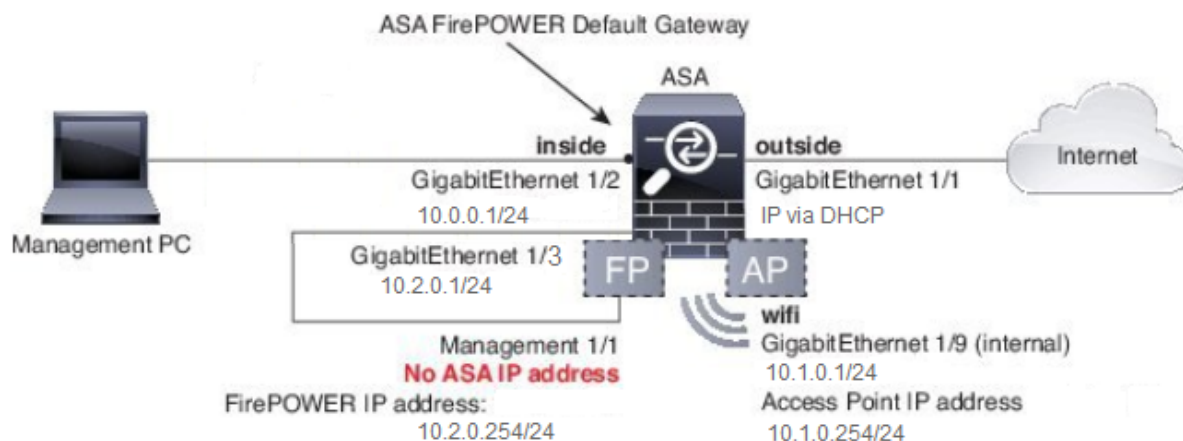 ASA FirePOWER Default Gateway
ASA
inside
outside
GigabitEthernet 1/2
GigabitEthernet 1/1
10.0.0.1/24
IP via DHCP
Internet
Management PC
GigabitEthernet 1/3
10.2.0.1/24
FP
AP
wifi
Management 1/1
GigabitEthernet 1/9 (internal)
No ASA IP address
10.1.0.1/24
FirePOWER IP address:
Access Point IP address
10.2.0.254/24
10.1.0.254/24